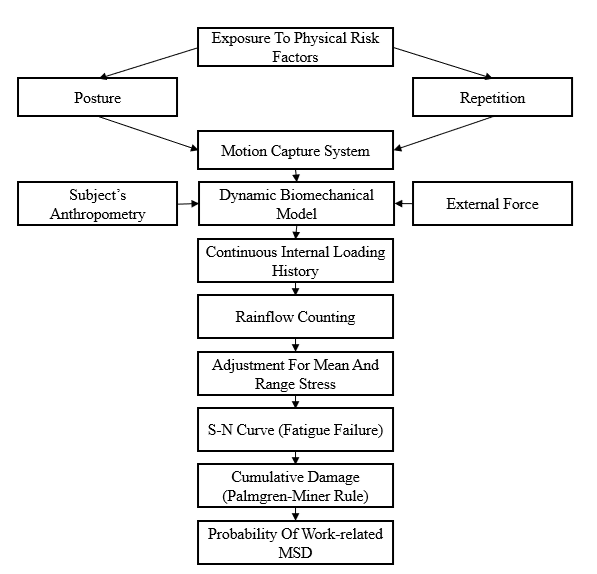 Exposure To Physical Risk
Factors
Posture
Repetition
Motion Capture System
Subject's
Anthropometry
Dynamic Biomechanical
Model
External Force
Continuous Internal Loading
History
Rainflow Counting
Adjustment For Mean And
Range Stress
S-N Curve (Fatigue Failure)
Cumulative Damage
(Palmgren-Miner Rule)
Probability Of Work-related
MSD